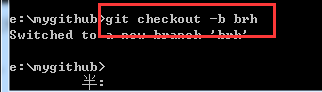 e:\mygithub>git checkout -b brh
Switched to a new branch 'brh'
e:\mygithub>
半: